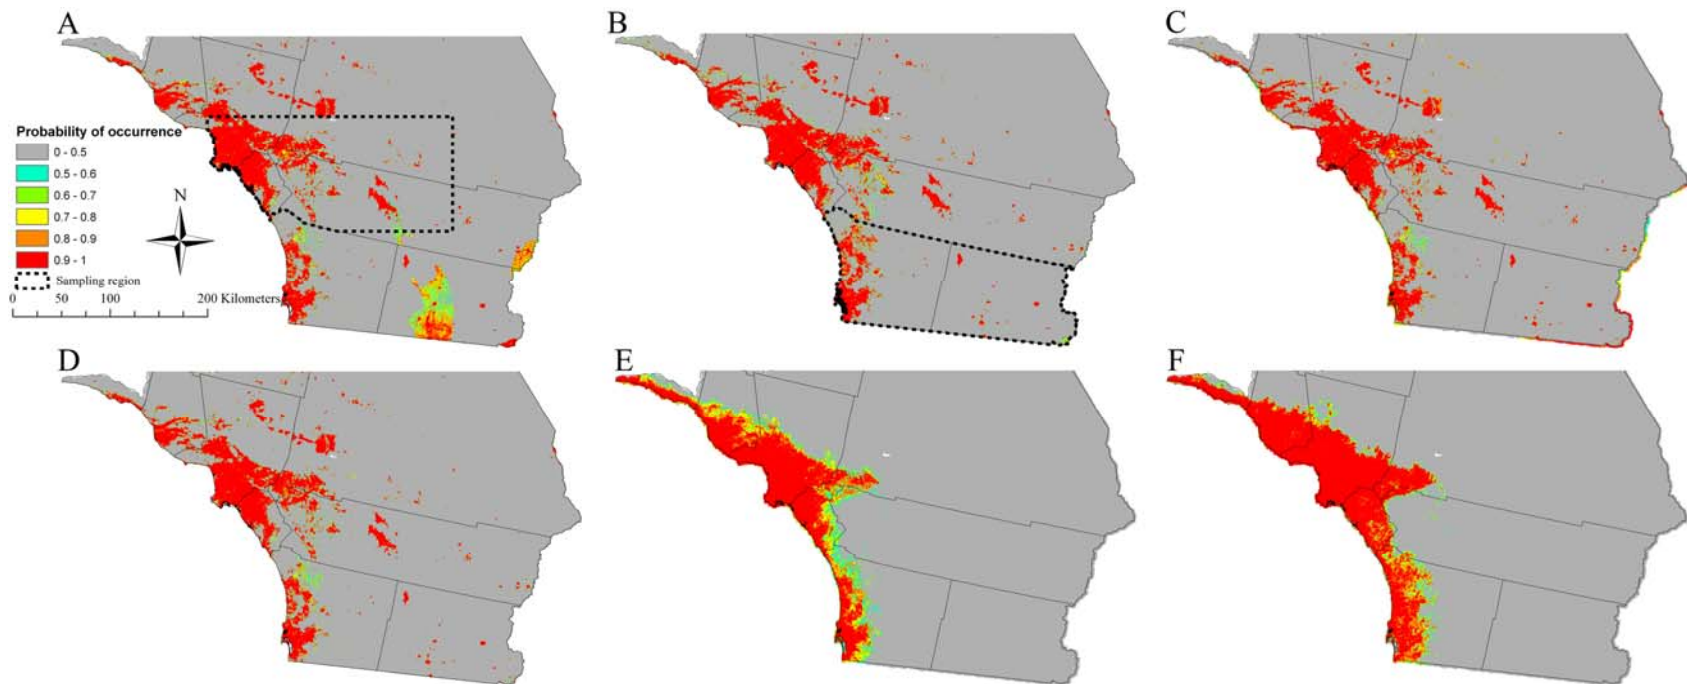 A
B
C
Probability of occurrence
0 - 0.5
0.5 - 0.6
0.6 - 0.7
0.7 - 0.8
0.8 - 0.9
0.9 - 1
N
Sampling region
0 50 100 200 Kilometers
D
E
F